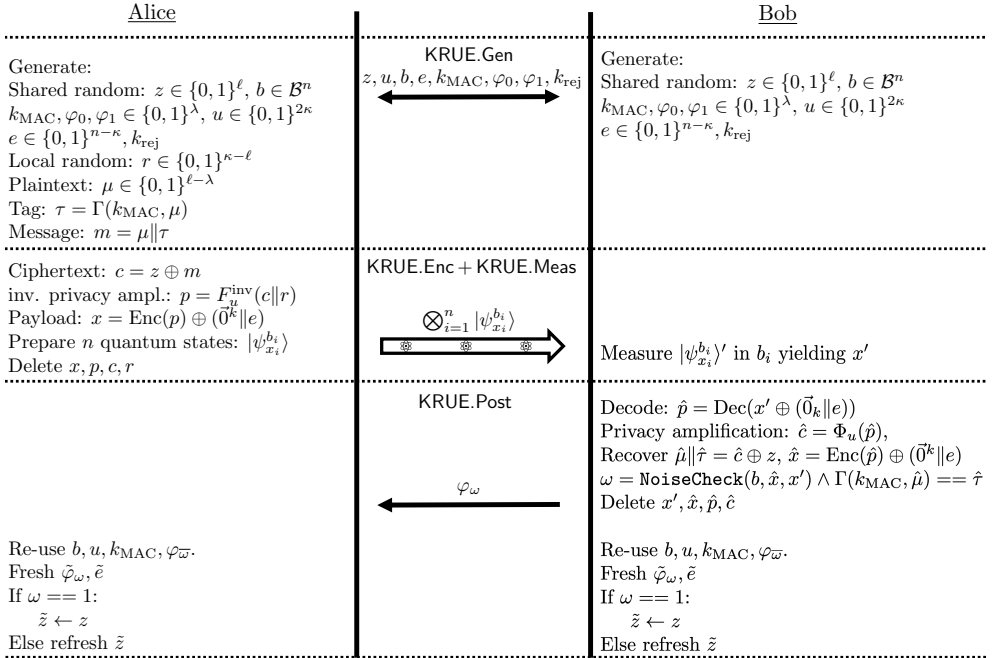 Alice
Bob
Generate:
Shared random: z ∈ {0, 1}^ℓ, b ∈ 𝓑^n
k_MAC, φ_0, φ_1 ∈ {0, 1}^λ, u ∈ {0, 1}^{2κ}
e ∈ {0, 1}^{n−κ}, k_rej
Local random: r ∈ {0, 1}^{κ−ℓ}
Plaintext: μ ∈ {0, 1}^{ℓ−λ}
Tag: τ = Γ(k_MAC, μ)
Message: m = μ‖τ
KRUE.Gen
z, u, b, e, k_MAC, φ_0, φ_1, k_rej
Generate:
Shared random: z ∈ {0, 1}^ℓ, b ∈ 𝓑^n
k_MAC, φ_0, φ_1 ∈ {0, 1}^λ, u ∈ {0, 1}^{2κ}
e ∈ {0, 1}^{n−κ}, k_rej
Ciphertext: c = z ⊕ m
inv. privacy ampl.: p = F_u^inv(c‖r)
Payload: x = Enc(p) ⊕ (0⃗^k‖e)
Prepare n quantum states: |ψ_{x_i}^{b_i}⟩
Delete x, p, c, r
KRUE.Enc + KRUE.Meas
⊗_{i=1}^n |ψ_{x_i}^{b_i}⟩
Measure |ψ_{x_i}^{b_i}⟩′ in b_i yielding x′
KRUE.Post
φ_ω
Decode: p̂ = Dec(x′ ⊕ (0⃗_k‖e))
Privacy amplification: ĉ = Φ_u(p̂),
Recover μ̂‖τ̂ = ĉ ⊕ z, x̂ = Enc(p̂) ⊕ (0⃗^k‖e)
ω = NoiseCheck(b, x̂, x′) ∧ Γ(k_MAC, μ̂) == τ̂
Delete x′, x̂, p̂, ĉ
Re-use b, u, k_MAC, φ_ω̅.
Fresh φ̃_ω, ẽ
If ω == 1:
z̃ ← z
Else refresh z̃
Re-use b, u, k_MAC, φ_ω̅.
Fresh φ̃_ω, ẽ
If ω == 1:
z̃ ← z
Else refresh z̃